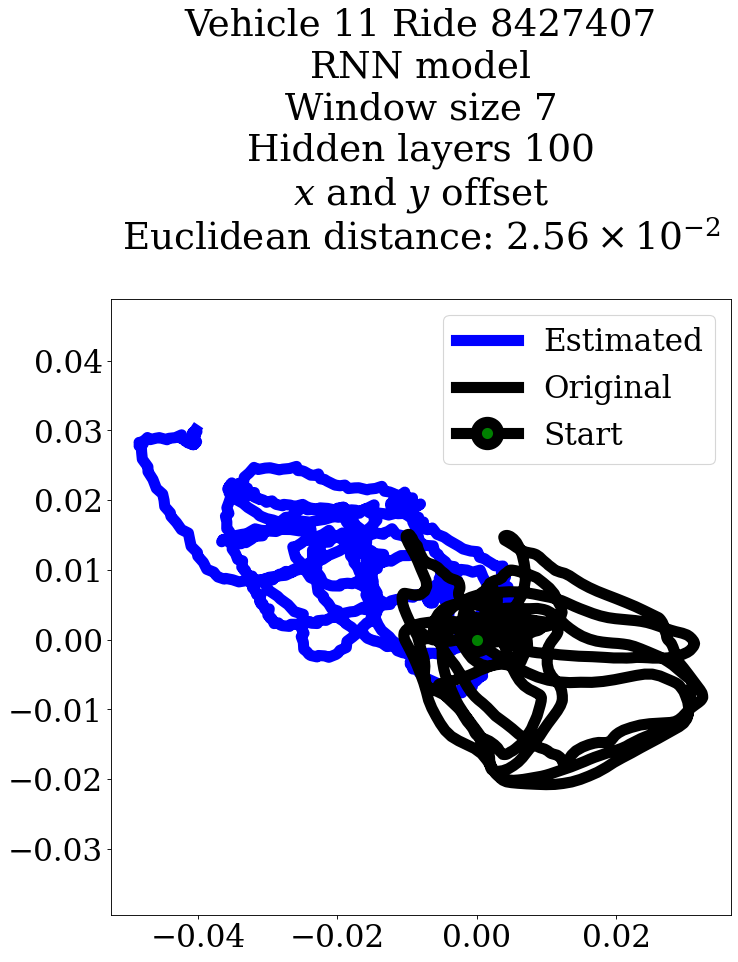 Vehicle 11 Ride 8427407
RNN model
Window size 7
Hidden layers 100
x and y offset
Euclidean distance: 2.56 × 10⁻²
Estimated
Original
Start
0.04
0.03
0.02
0.01
0.00
−0.01
−0.02
−0.03
−0.04 −0.02 0.00 0.02